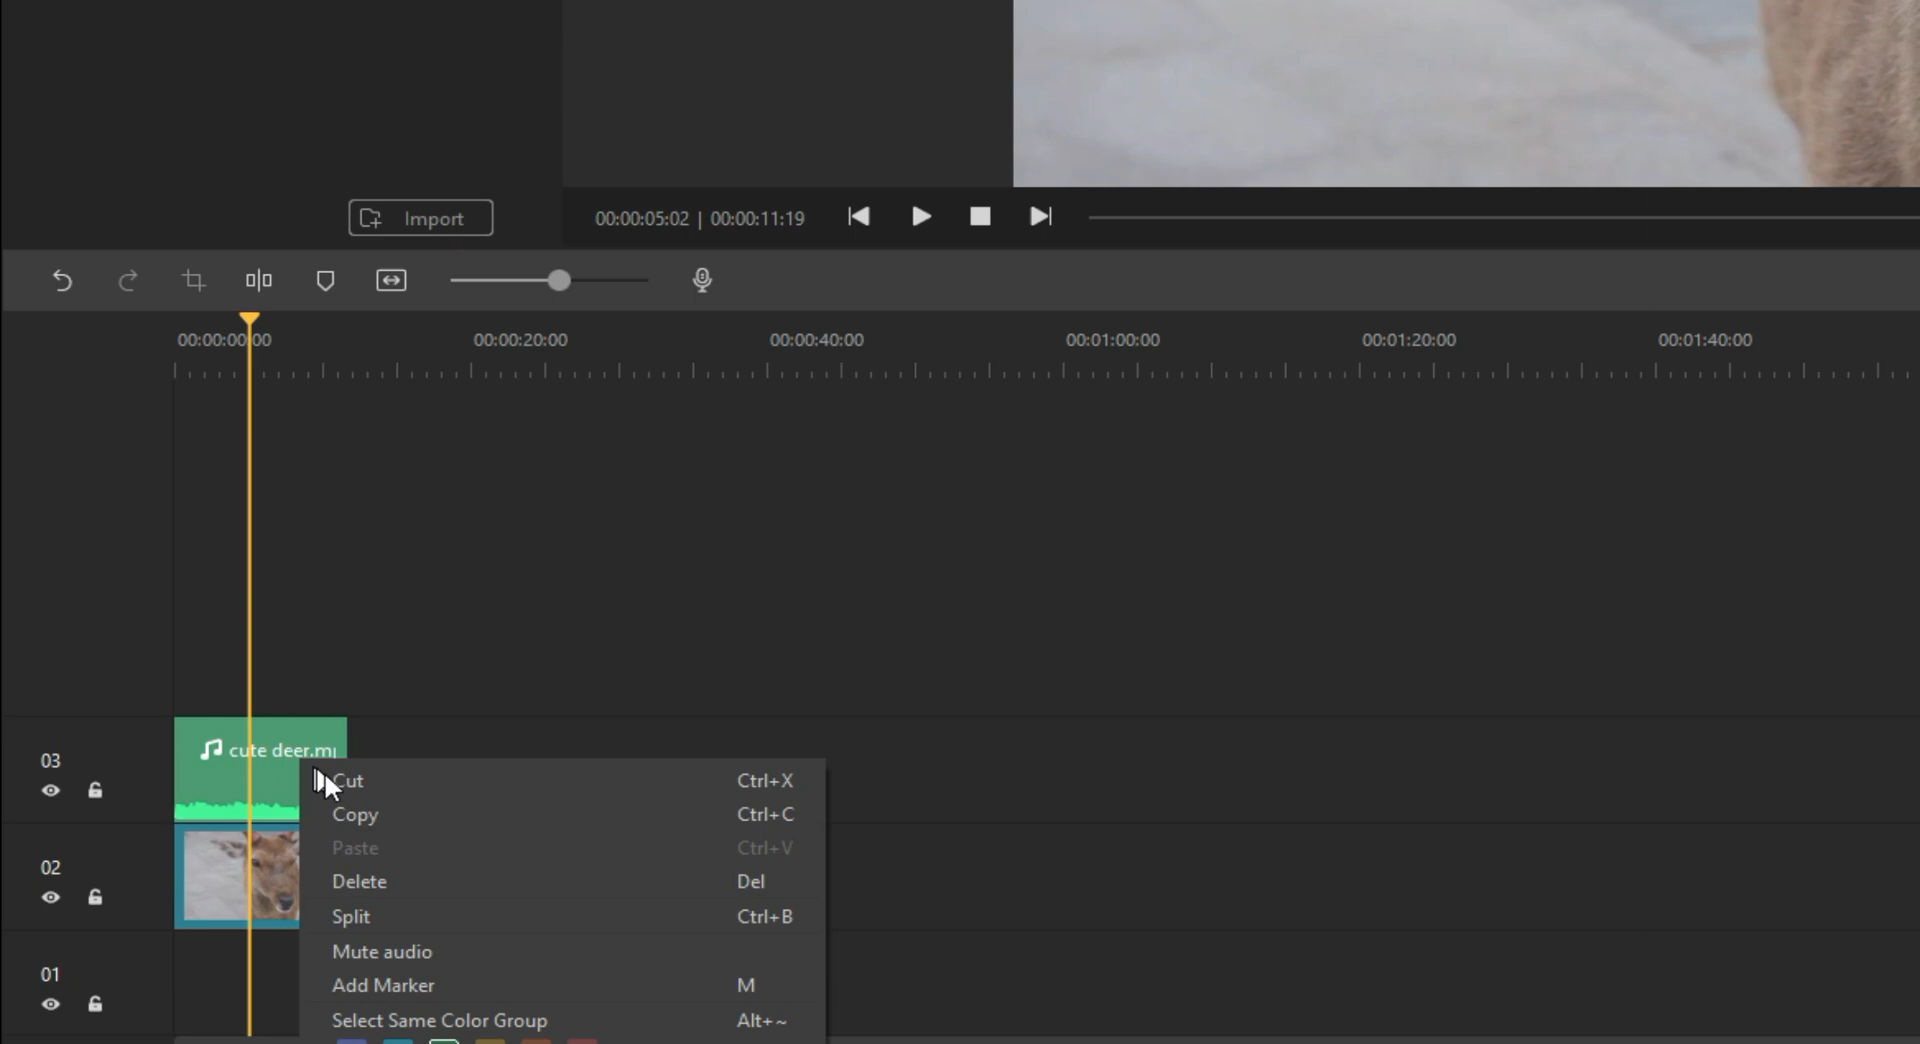 Import
00:00:05:02 | 00:00:11:19
00:00:00:00 00:00:20:00 00:00:40:00 00:01:00:00 00:01:20:00 00:01:40:00
03
cute deer.m
Cut Ctrl+X
Copy Ctrl+C
Paste Ctrl+V
02
Delete Del
Split Ctrl+B
Mute audio
01
Add Marker M
Select Same Color Group Alt+~